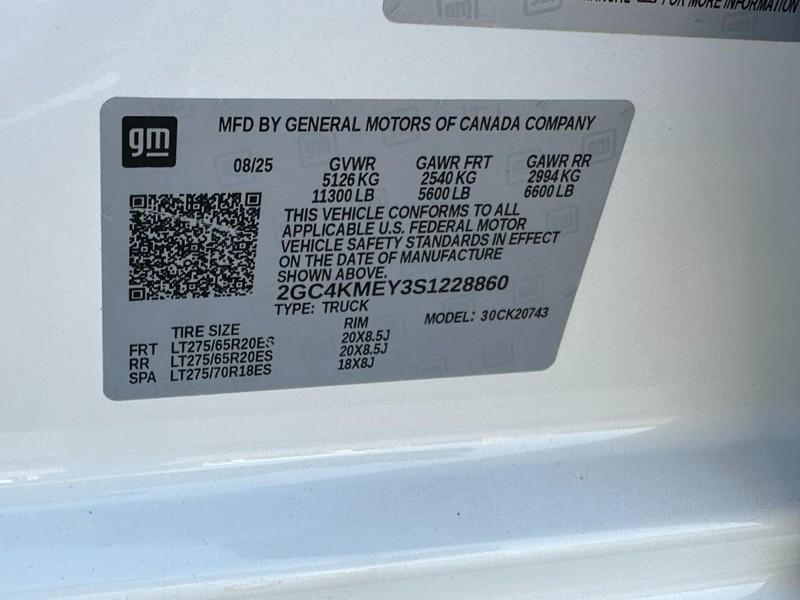 FOR MORE INFORMATION
gm
MFD BY GENERAL MOTORS OF CANADA COMPANY
08/25 GVWR GAWR FRT GAWR RR
5126 KG 2540 KG 2994 KG
11300 LB 5600 LB 6600 LB
THIS VEHICLE CONFORMS TO ALL
APPLICABLE U.S. FEDERAL MOTOR
VEHICLE SAFETY STANDARDS IN EFFECT
ON THE DATE OF MANUFACTURE
SHOWN ABOVE.
2GC4KMEY3S1228860
TYPE: TRUCK MODEL: 30CK20743
TIRE SIZE RIM
FRT LT275/65R20ES 20X8.5J
RR LT275/65R20ES 20X8.5J
SPA LT275/70R18ES 18X8J